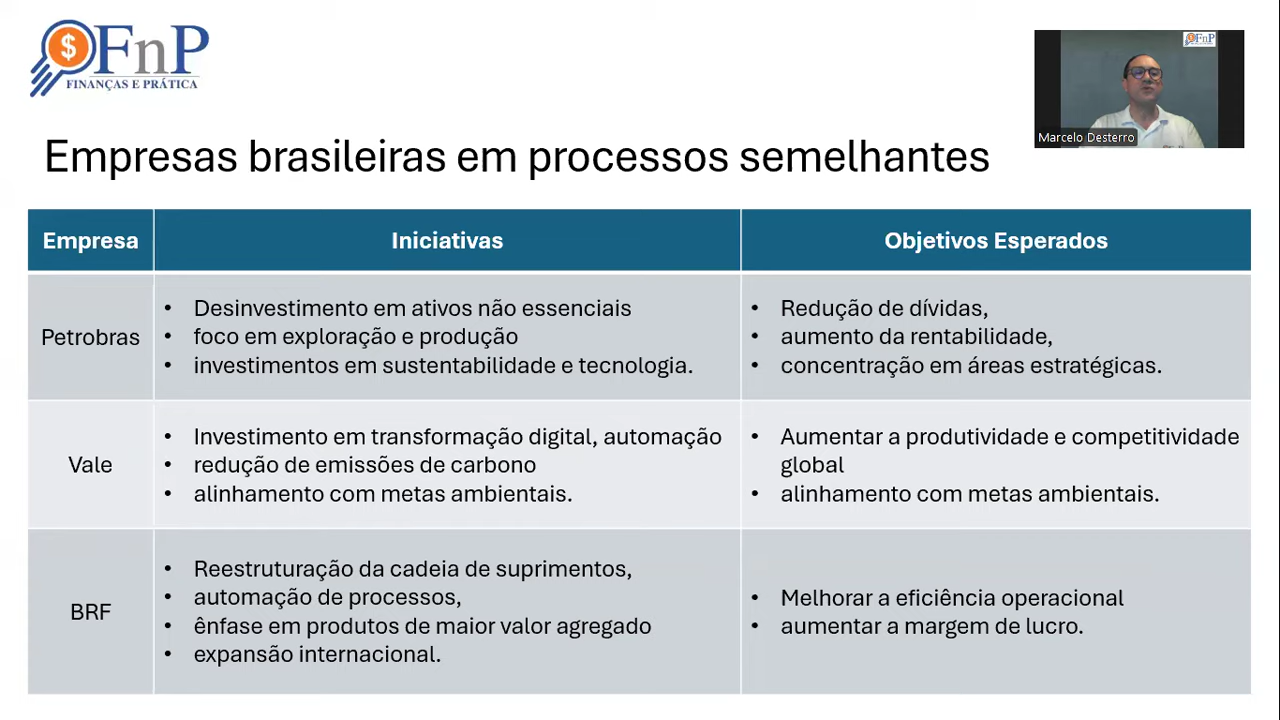 FnP
FINANÇAS E PRÁTICA
FnP
Marcelo Desterro
Empresas brasileiras em processos semelhantes
Empresa
Iniciativas
Objetivos Esperados
Petrobras
• Desinvestimento em ativos não essenciais
• foco em exploração e produção
• investimentos em sustentabilidade e tecnologia.
• Redução de dívidas,
• aumento da rentabilidade,
• concentração em áreas estratégicas.
Vale
• Investimento em transformação digital, automação
• redução de emissões de carbono
• alinhamento com metas ambientais.
• Aumentar a produtividade e competitividade
global
• alinhamento com metas ambientais.
BRF
• Reestruturação da cadeia de suprimentos,
• automação de processos,
• ênfase em produtos de maior valor agregado
• expansão internacional.
• Melhorar a eficiência operacional
• aumentar a margem de lucro.